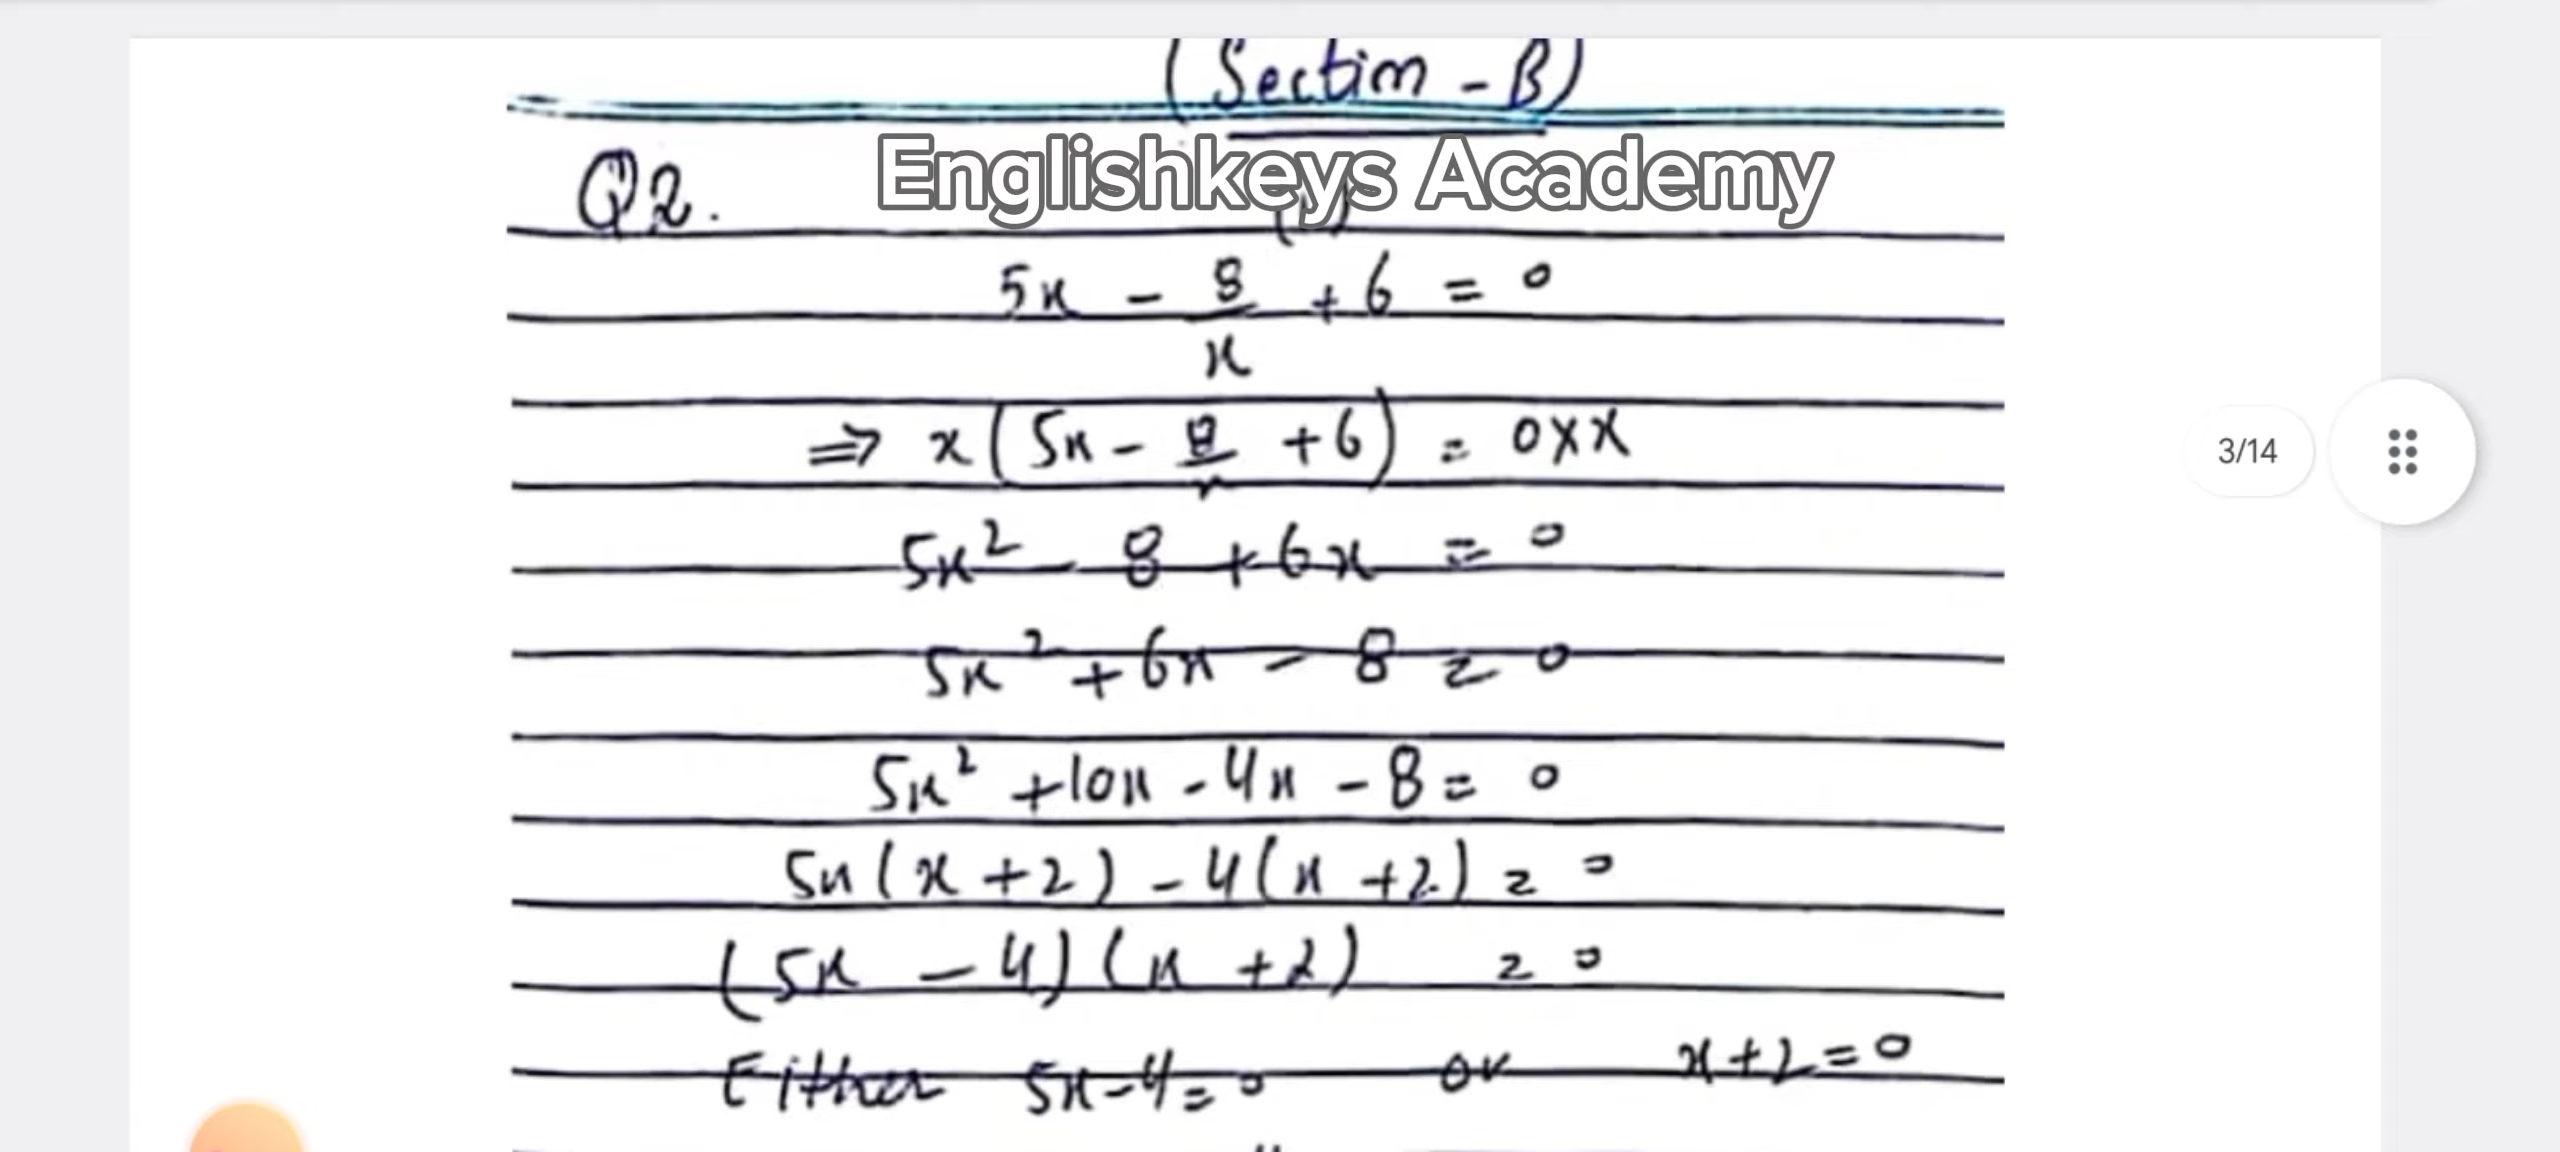 (Section - B)
Englishkeys Academy
Q2.
5x - 8/x + 6 = 0
⇒ x(5x - 8/x + 6) = 0xx
5x² - 8 + 6x = 0
5x² + 6x - 8 = 0
3/14
5x² + 10x - 4x - 8 = 0
5x(x + 2) - 4(x + 2) = 0
(5x - 4)(x + 2) = 0
Either 5x - 4 = 0 or x + 2 = 0